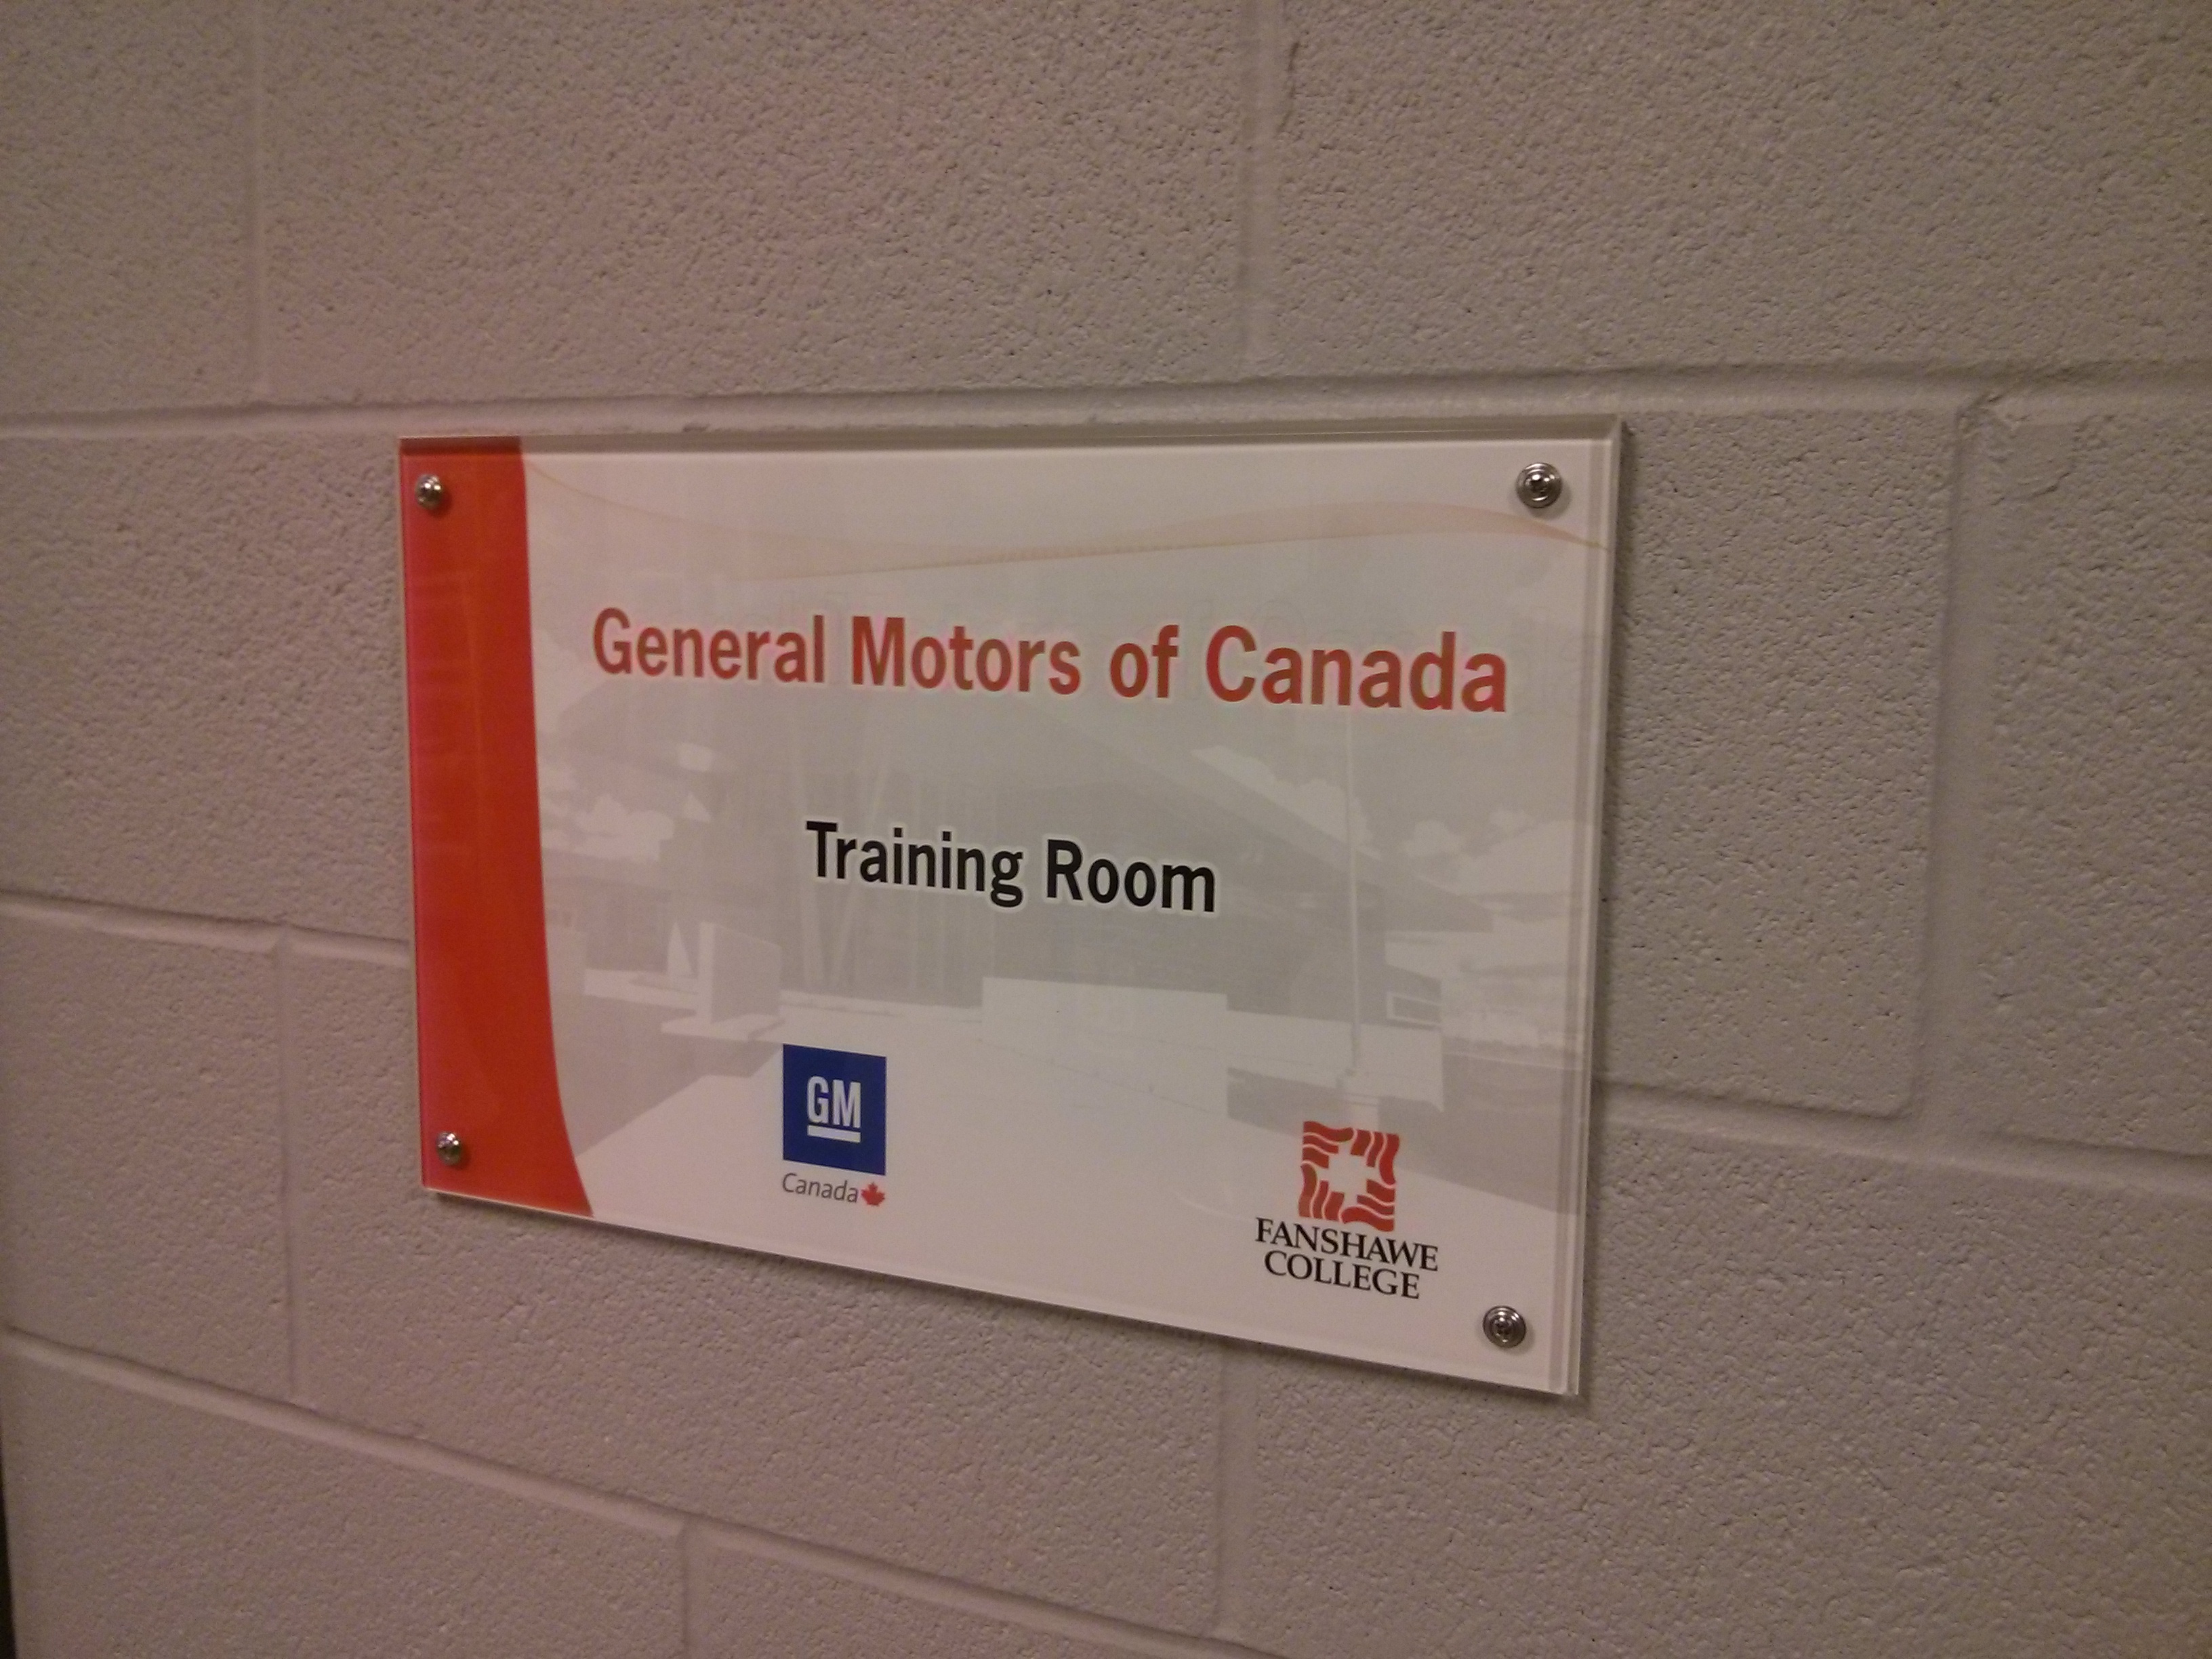 General Motors of Canada
Training Room
GM
Canada
FANSHAWE
COLLEGE